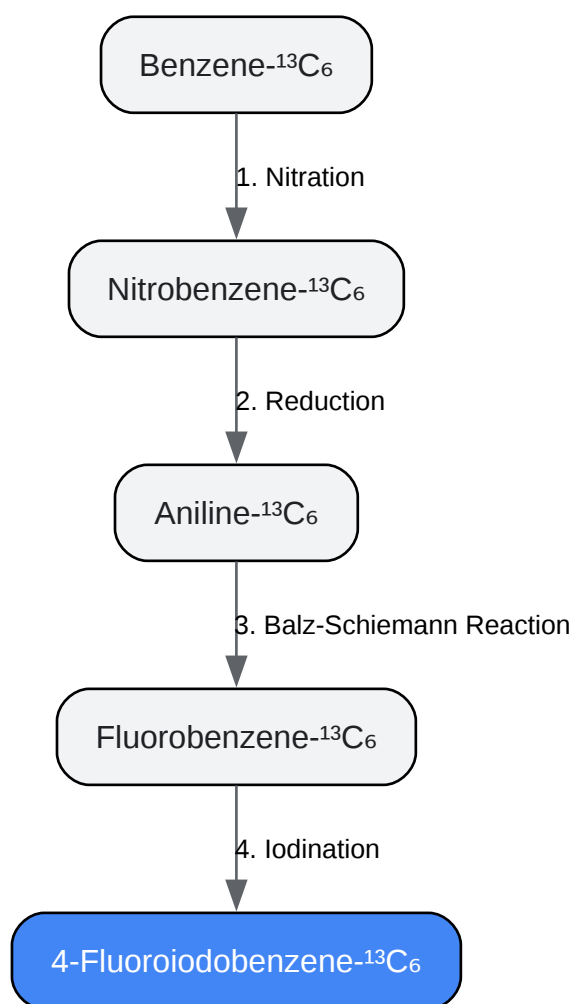 Benzene-¹³C₆
1. Nitration
Nitrobenzene-¹³C₆
2. Reduction
Aniline-¹³C₆
3. Balz-Schiemann Reaction
Fluorobenzene-¹³C₆
4. Iodination
4-Fluoroiodobenzene-¹³C₆